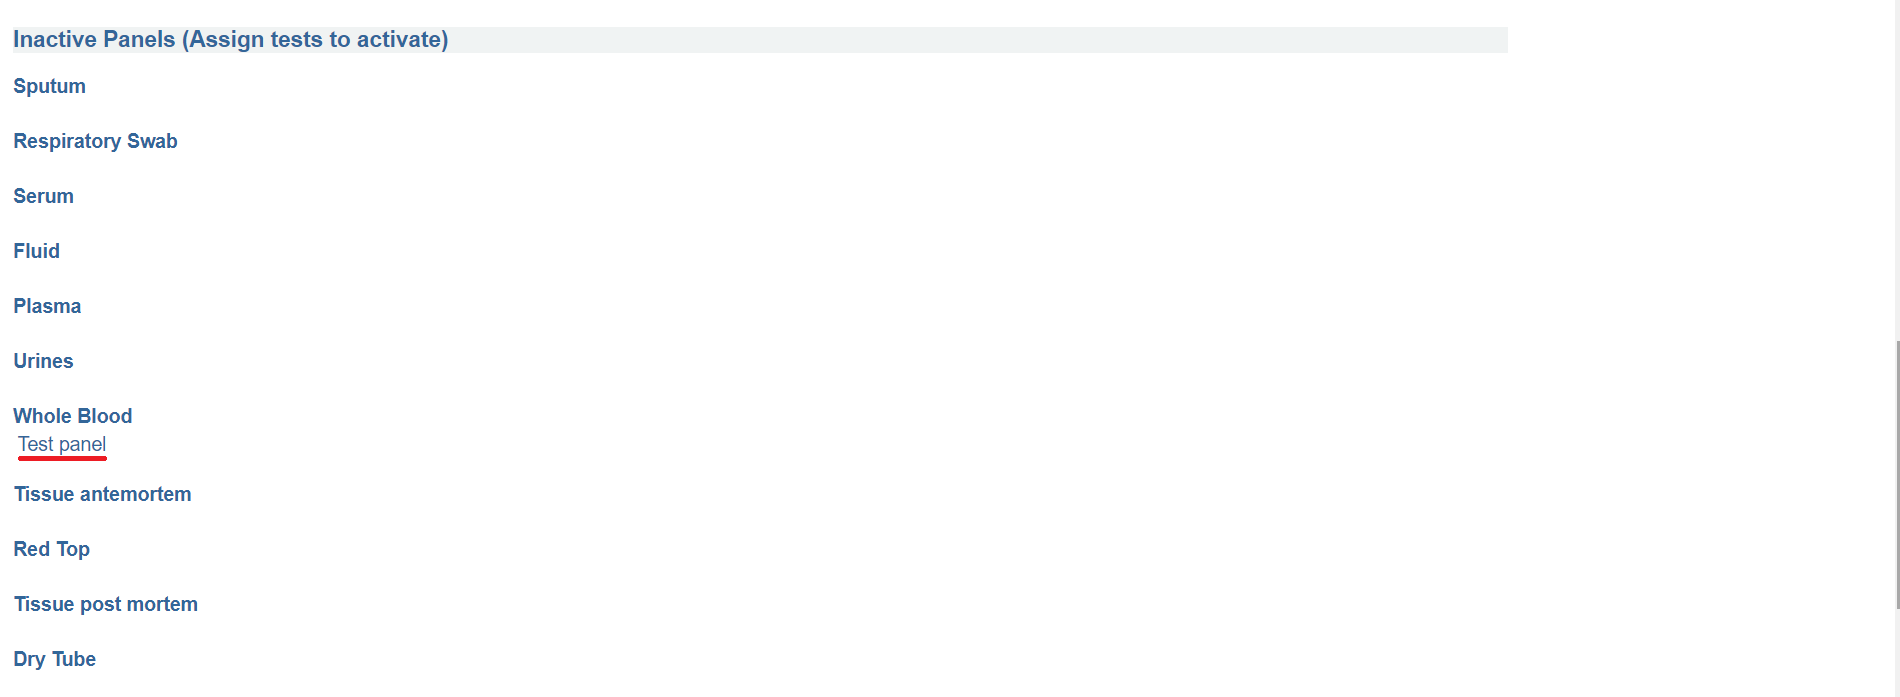 Inactive Panels (Assign tests to activate)
Sputum
Respiratory Swab
Serum
Fluid
Plasma
Urines
Whole Blood
Test panel
Tissue antemortem
Red Top
Tissue post mortem
Dry Tube